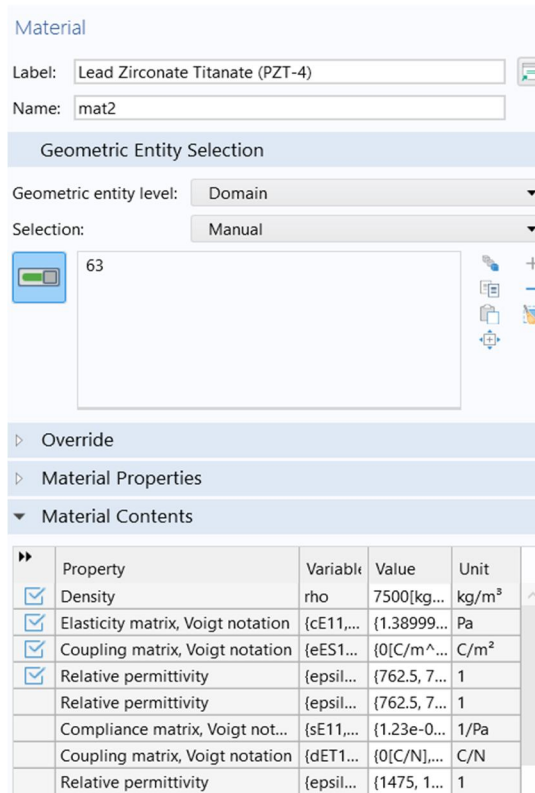 Material
Label: Lead Zirconate Titanate (PZT-4)
Name: mat2
Geometric Entity Selection
Geometric entity level: Domain
Selection: Manual
63
Override
Material Properties
Material Contents
Property Variable Value Unit
Density rho 7500[kg... kg/m³
Elasticity matrix, Voigt notation {cE11,... {1.38999... Pa
Coupling matrix, Voigt notation {eES1... {0[C/m^... C/m²
Relative permittivity {epsil... {762.5, 7... 1
Relative permittivity {epsil... {762.5, 7... 1
Compliance matrix, Voigt not... {sE11,... {1.23e-0... 1/Pa
Coupling matrix, Voigt notation {dET1... {0[C/N],... C/N
Relative permittivity {epsil... {1475, 1... 1